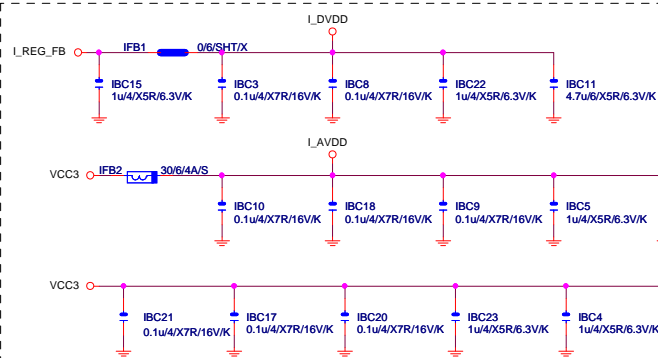 I_DVDD
I_REG_FB
IFB1
0/6/SHT/X
IBC15
1u/4/X5R/6.3V/K
IBC3
0.1u/4/X7R/16V/K
IBC8
0.1u/4/X7R/16V/K
IBC22
1u/4/X5R/6.3V/K
IBC11
4.7u/6/X5R/6.3V/K
I_AVDD
VCC3
IFB2
30/6/4A/S
IBC10
0.1u/4/X7R/16V/K
IBC18
0.1u/4/X7R/16V/K
IBC9
0.1u/4/X7R/16V/K
IBC5
1u/4/X5R/6.3V/K
VCC3
IBC21
0.1u/4/X7R/16V/K
IBC17
0.1u/4/X7R/16V/K
IBC20
0.1u/4/X7R/16V/K
IBC23
1u/4/X5R/6.3V/K
IBC4
1u/4/X5R/6.3V/K